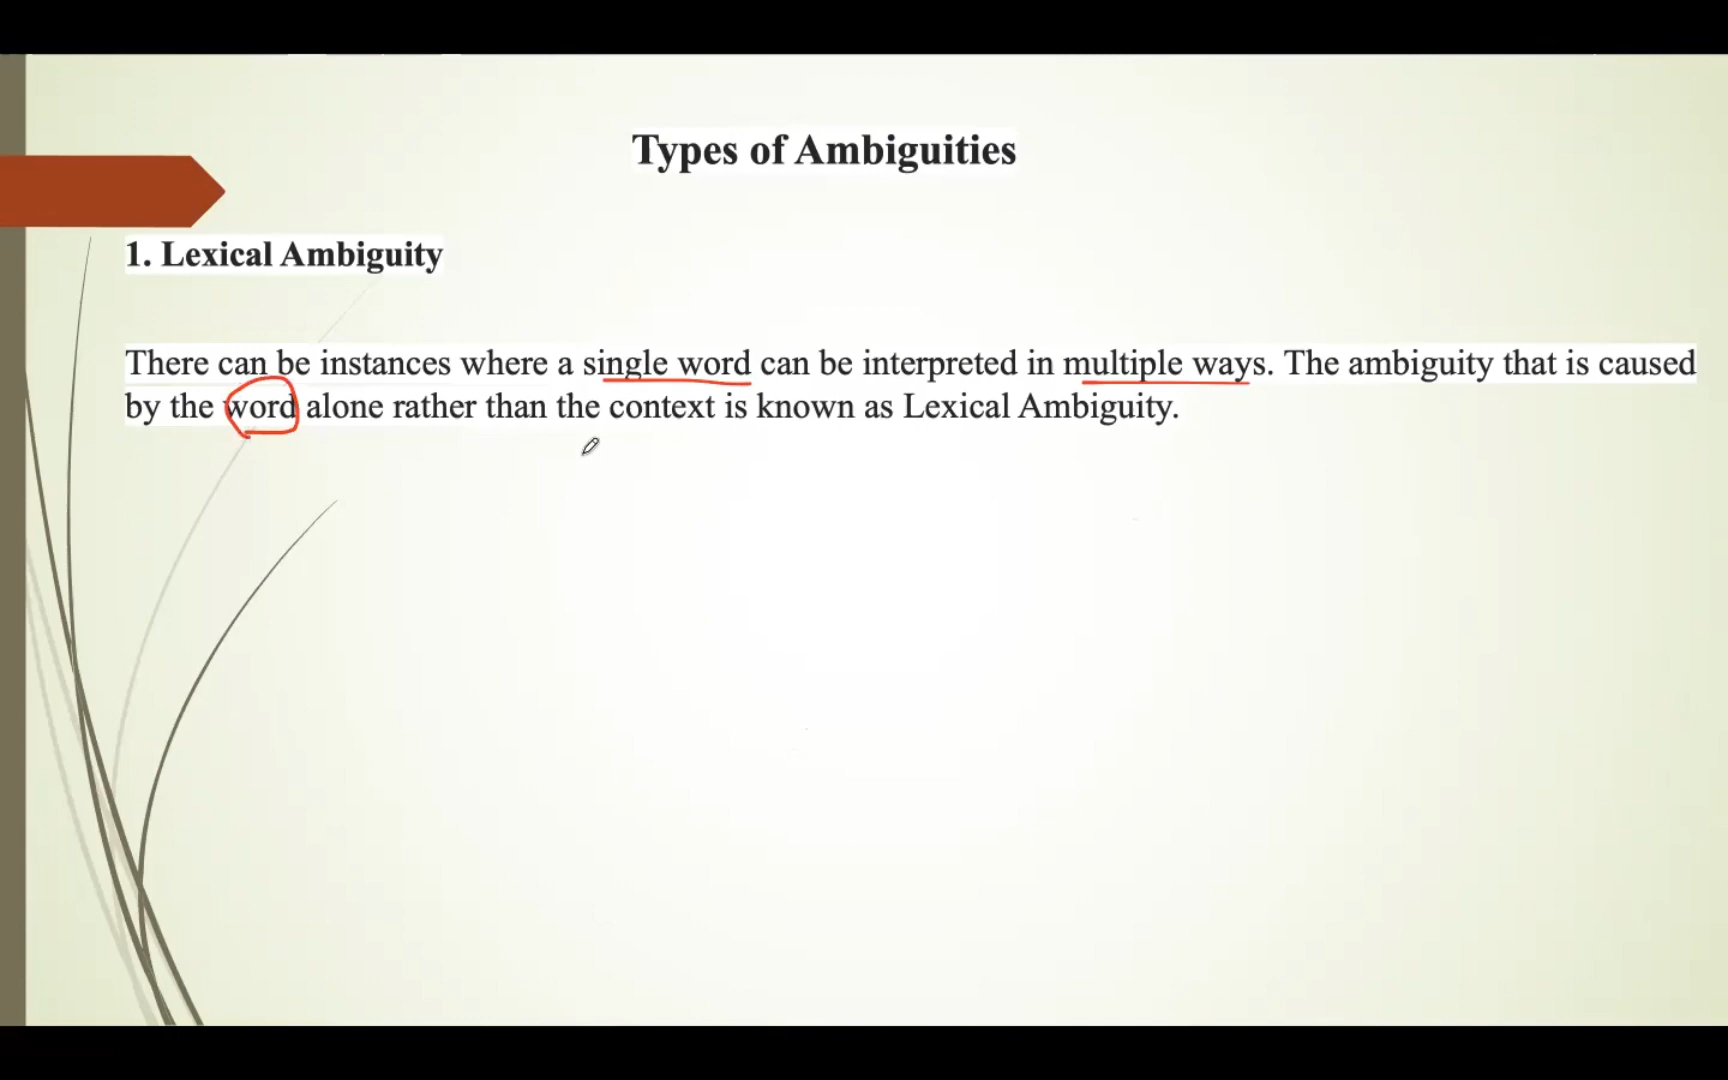 Types of Ambiguities
1. Lexical Ambiguity
There can be instances where a single word can be interpreted in multiple ways. The ambiguity that is caused
by the word alone rather than the context is known as Lexical Ambiguity.